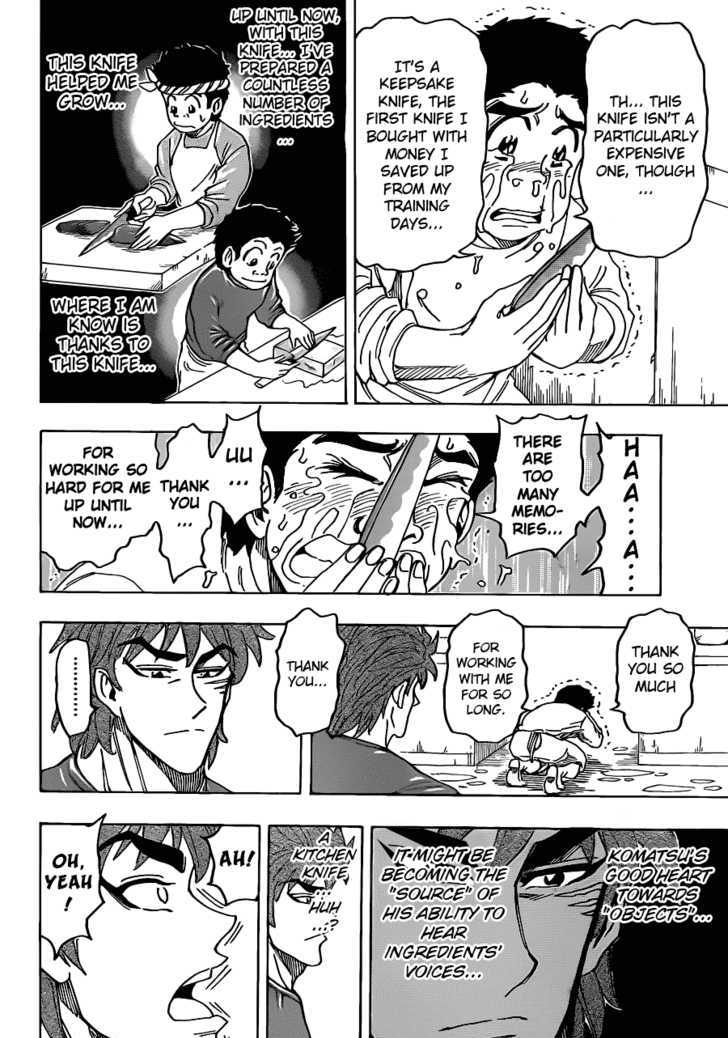 TH... THIS
KNIFE ISN'T A
PARTICULARLY
EXPENSIVE
ONE, THOUGH
...
IT'S A
KEEPSAKE
KNIFE, THE
FIRST KNIFE I
BOUGHT WITH
MONEY I
SAVED UP
FROM MY
TRAINING
DAYS...
UP UNTIL NOW,
WITH THIS
KNIFE... I'VE
PREPARED A
COUNTLESS
NUMBER OF
INGREDIENTS
...
THIS KNIFE
HELPED ME
GROW...
WHERE I AM
KNOW IS
THANKS TO
THIS KNIFE...
HAA...A...
THERE
ARE
TOO
MANY
MEMO-
RIES...
UU
...
THANK
YOU
...
FOR
WORKING SO
HARD FOR ME
UP UNTIL
NOW...
THANK
YOU SO
MUCH
FOR
WORKING
WITH ME
FOR SO
LONG.
THANK
YOU...
.........
KOMATSU'S
GOOD HEART
TOWARDS
"OBJECTS"...
IT MIGHT BE
BECOMING THE
"SOURCE" OF
HIS ABILITY TO
HEAR
INGREDIENTS'
VOICES...
A
KITCHEN
KNIFE,
...
HUH
...?
AH!
OH,
YEAH
!